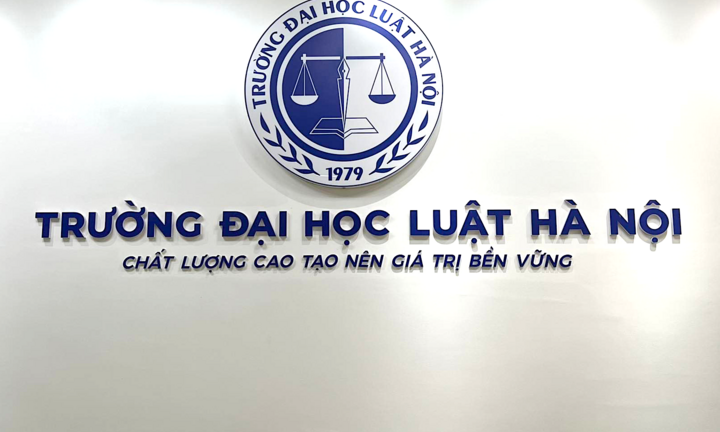 TRƯỜNG ĐẠI HỌC LUẬT HÀ NỘI
1979
TRƯỜNG ĐẠI HỌC LUẬT HÀ NỘI
CHẤT LƯỢNG CAO TẠO NÊN GIÁ TRỊ BỀN VỮNG